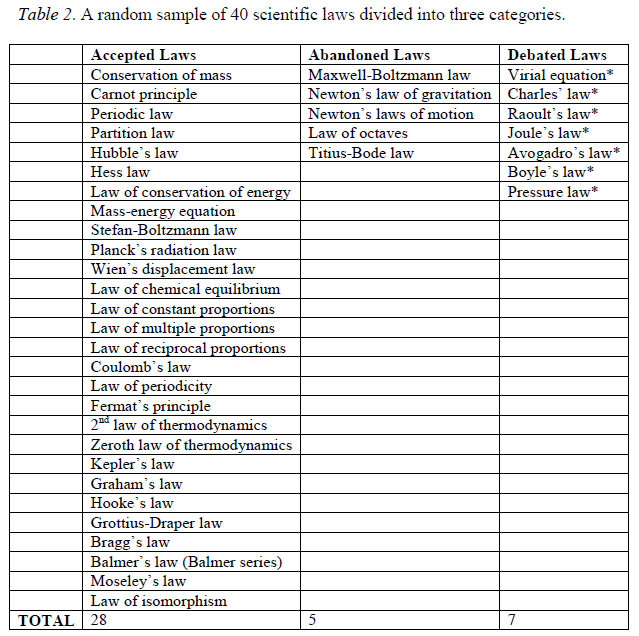 Table 2. A random sample of 40 scientific laws divided into three categories.
Accepted Laws Abandoned Laws Debated Laws
Conservation of mass Maxwell-Boltzmann law Virial equation*
Carnot principle Newton’s law of gravitation Charles’ law*
Periodic law Newton’s laws of motion Raoult’s law*
Partition law Law of octaves Joule’s law*
Hubble’s law Titius-Bode law Avogadro’s law*
Hess law Boyle’s law*
Law of conservation of energy Pressure law*
Mass-energy equation
Stefan-Boltzmann law
Planck’s radiation law
Wien’s displacement law
Law of chemical equilibrium
Law of constant proportions
Law of multiple proportions
Law of reciprocal proportions
Coulomb’s law
Law of periodicity
Fermat’s principle
2nd law of thermodynamics
Zeroth law of thermodynamics
Kepler’s law
Graham’s law
Hooke’s law
Grottius-Draper law
Bragg’s law
Balmer’s law (Balmer series)
Moseley’s law
Law of isomorphism
TOTAL 28 5 7